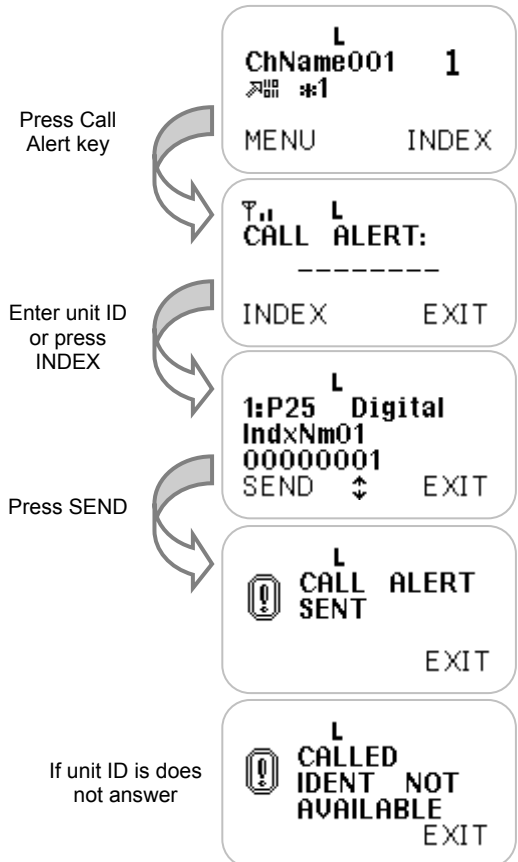 L
ChName001 1
*1
MENU INDEX
Press Call
Alert key
L
CALL ALERT:
--------
INDEX EXIT
Enter unit ID
or press
INDEX
L
1:P25 Digital
IndxNm01
00000001
SEND EXIT
Press SEND
L
CALL ALERT
SENT
EXIT
If unit ID is does
not answer
L
CALLED
IDENT NOT
AVAILABLE
EXIT